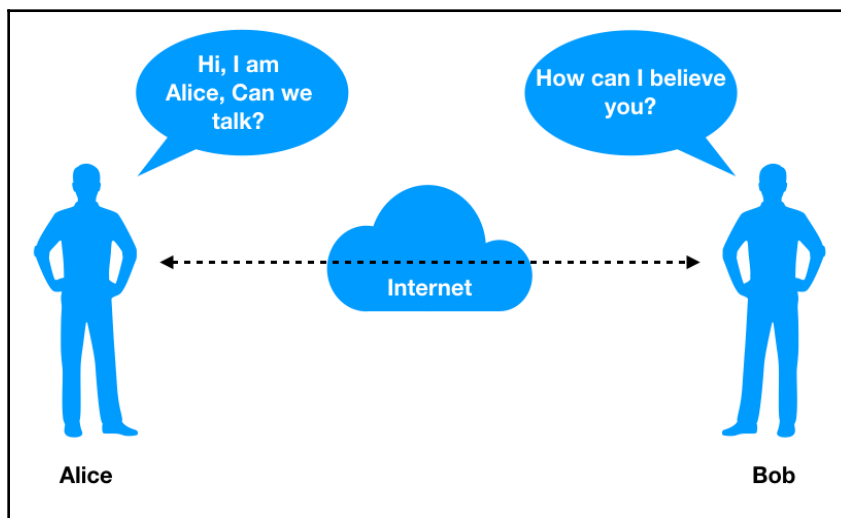 Hi, I am
Alice, Can we
talk?
How can I believe
you?
Internet
Alice
Bob